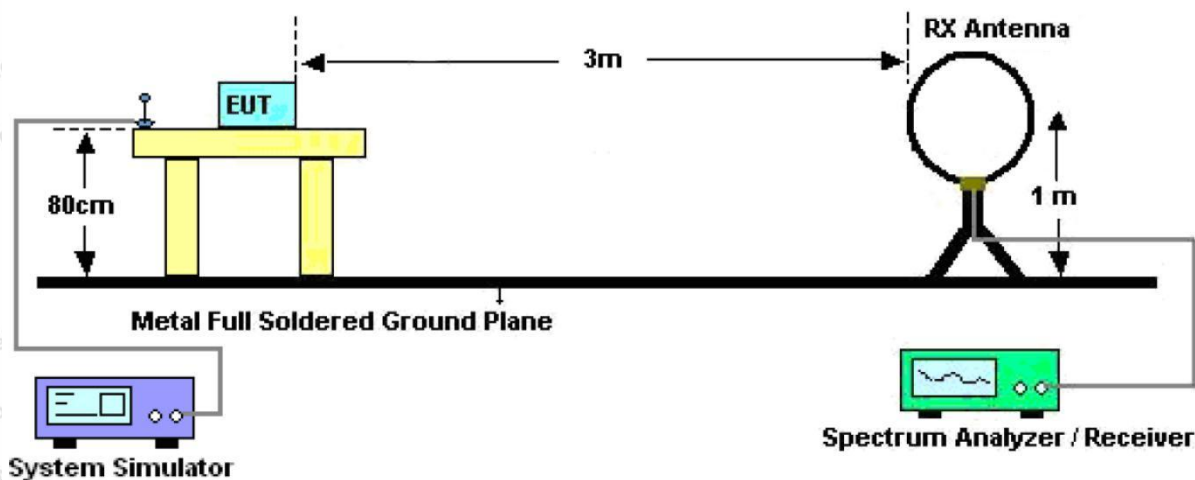 RX Antenna
3m
EUT
80cm
1 m
Metal Full Soldered Ground Plane
System Simulator
Spectrum Analyzer / Receiver